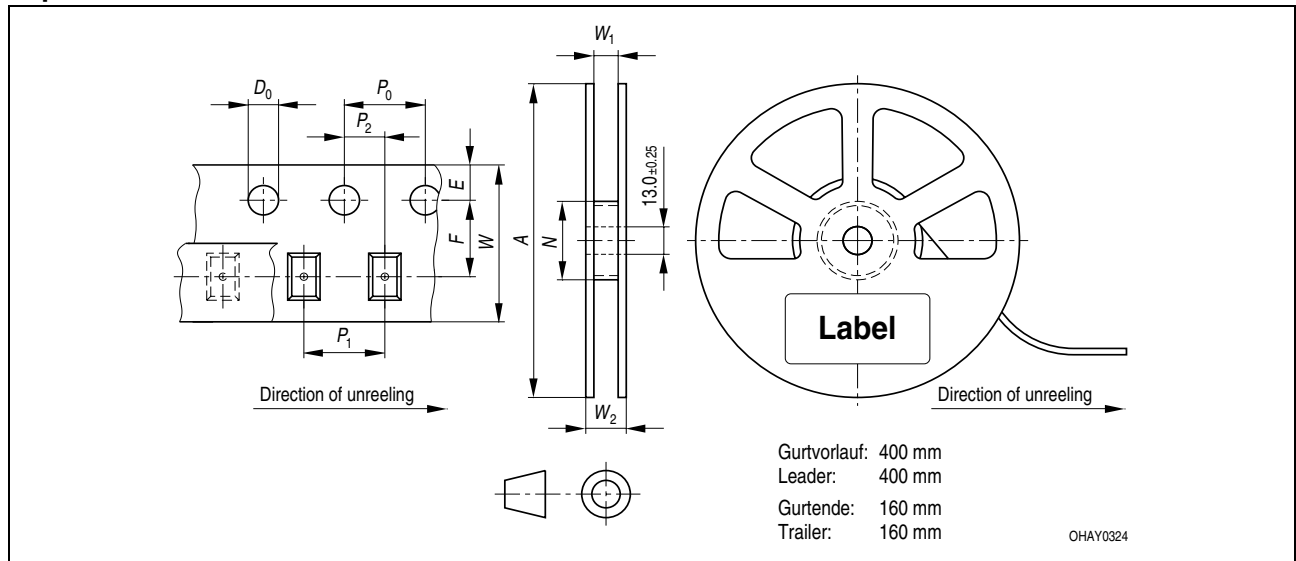 W1
D0
P0
P2
E
F
W
A
N
13.0±0.25
P1
W2
Label
Direction of unreeling
Direction of unreeling
Gurtvorlauf: 400 mm
Leader: 400 mm
Gurtende: 160 mm
Trailer: 160 mm
OHAY0324